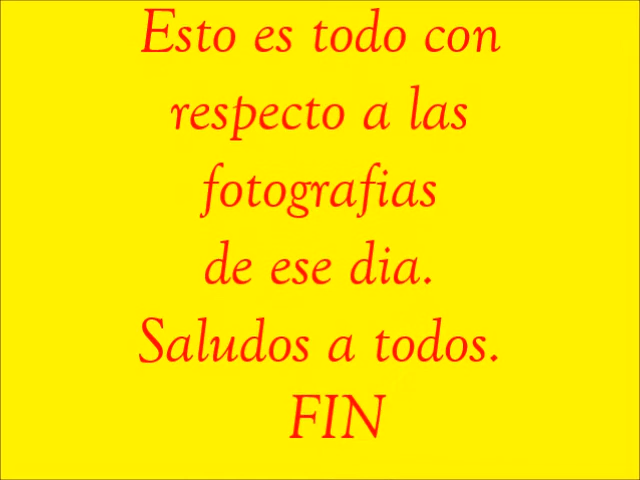 Esto es todo con
respecto a las
fotografias
de ese dia.
Saludos a todos.
FIN